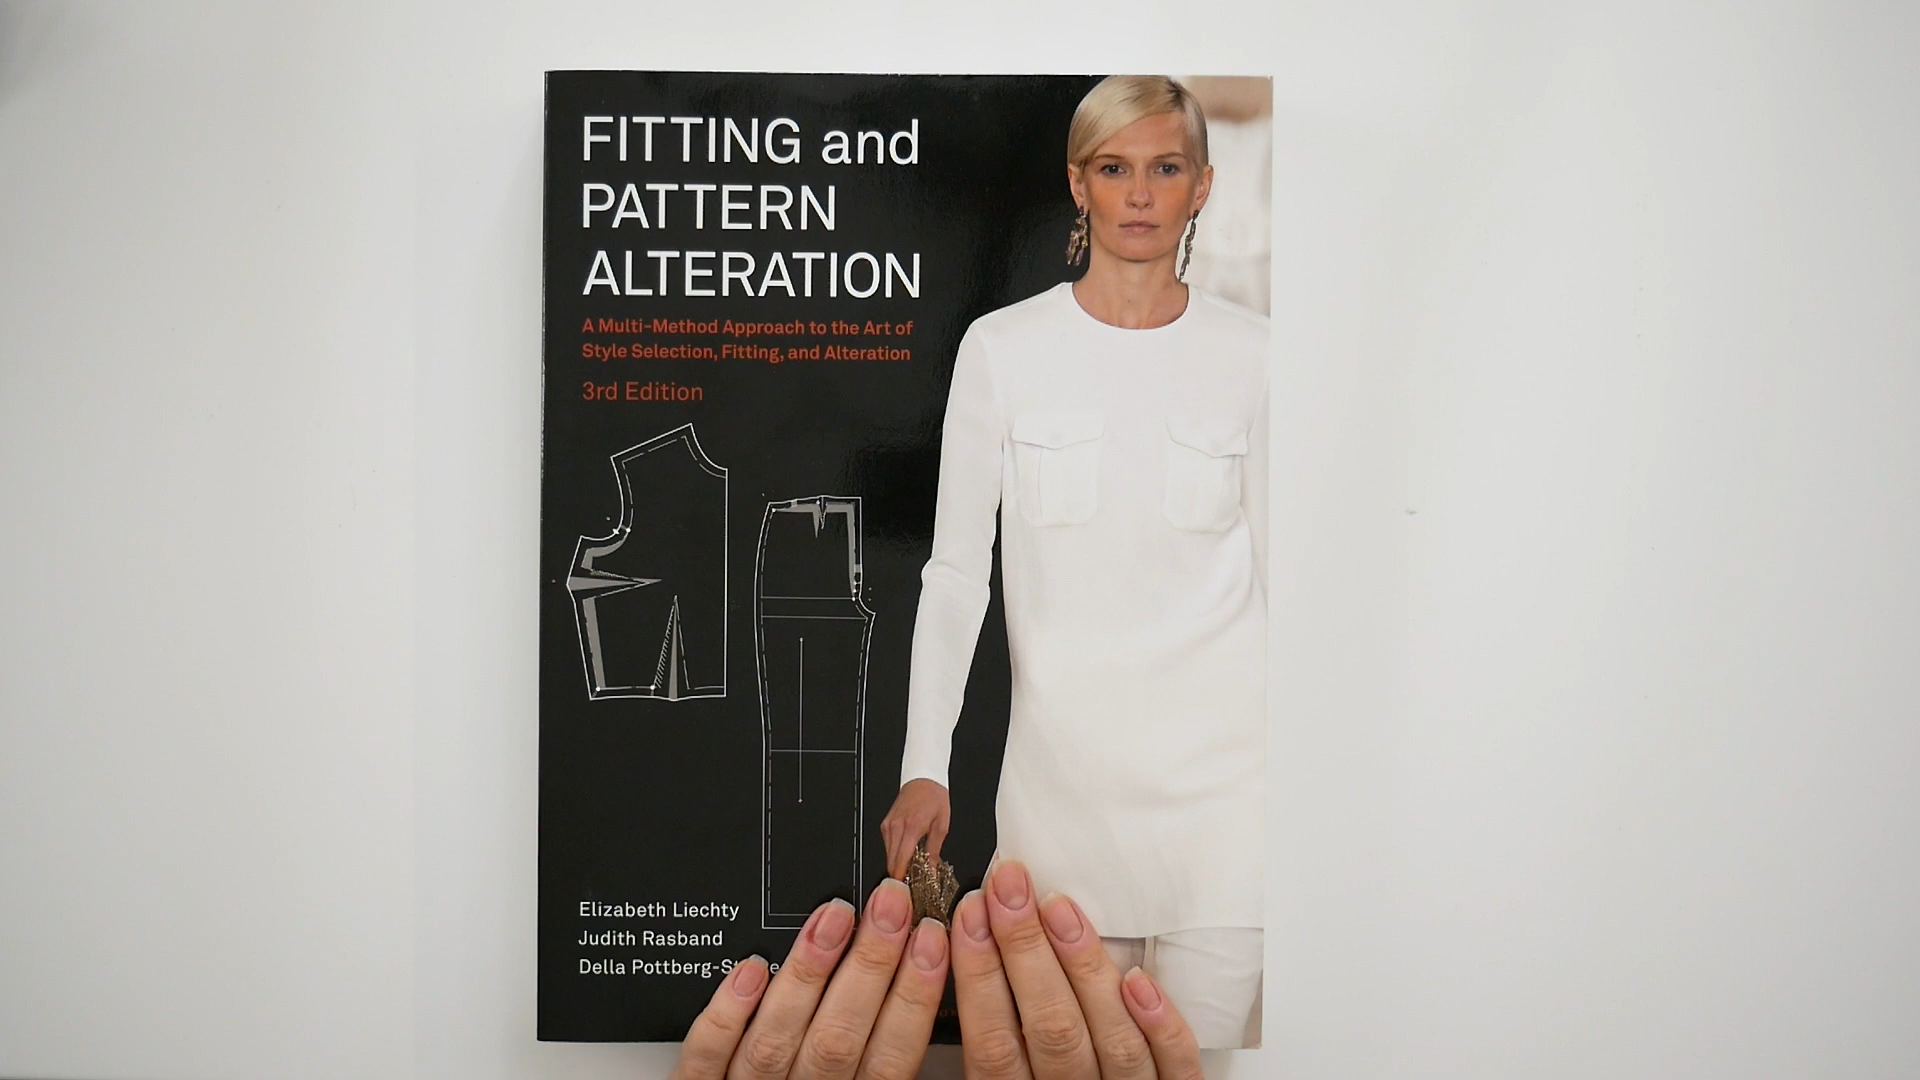 FITTING and
PATTERN
ALTERATION
A Multi-Method Approach to the Art of
Style Selection, Fitting, and Alteration
3rd Edition
Elizabeth Liechty
Judith Rasband
Della